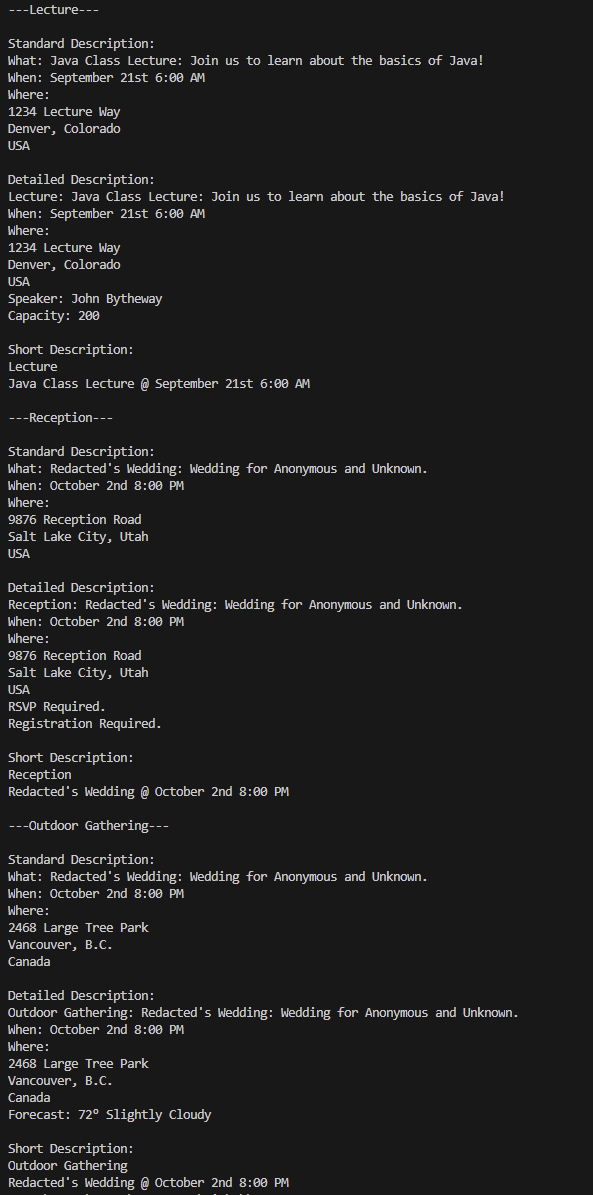 ---Lecture---
Standard Description:
What: Java Class Lecture: Join us to learn about the basics of Java!
When: September 21st 6:00 AM
Where:
1234 Lecture Way
Denver, Colorado
USA
Detailed Description:
Lecture: Java Class Lecture: Join us to learn about the basics of Java!
When: September 21st 6:00 AM
Where:
1234 Lecture Way
Denver, Colorado
USA
Speaker: John Bytheway
Capacity: 200
Short Description:
Lecture
Java Class Lecture @ September 21st 6:00 AM
---Reception---
Standard Description:
What: Redacted's Wedding: Wedding for Anonymous and Unknown.
When: October 2nd 8:00 PM
Where:
9876 Reception Road
Salt Lake City, Utah
USA
Detailed Description:
Reception: Redacted's Wedding: Wedding for Anonymous and Unknown.
When: October 2nd 8:00 PM
Where:
9876 Reception Road
Salt Lake City, Utah
USA
RSVP Required.
Registration Required.
Short Description:
Reception
Redacted's Wedding @ October 2nd 8:00 PM
---Outdoor Gathering---
Standard Description:
What: Redacted's Wedding: Wedding for Anonymous and Unknown.
When: October 2nd 8:00 PM
Where:
2468 Large Tree Park
Vancouver, B.C.
Canada
Detailed Description:
Outdoor Gathering: Redacted's Wedding: Wedding for Anonymous and Unknown.
When: October 2nd 8:00 PM
Where:
2468 Large Tree Park
Vancouver, B.C.
Canada
Forecast: 72º Slightly Cloudy
Short Description:
Outdoor Gathering
Redacted's Wedding @ October 2nd 8:00 PM